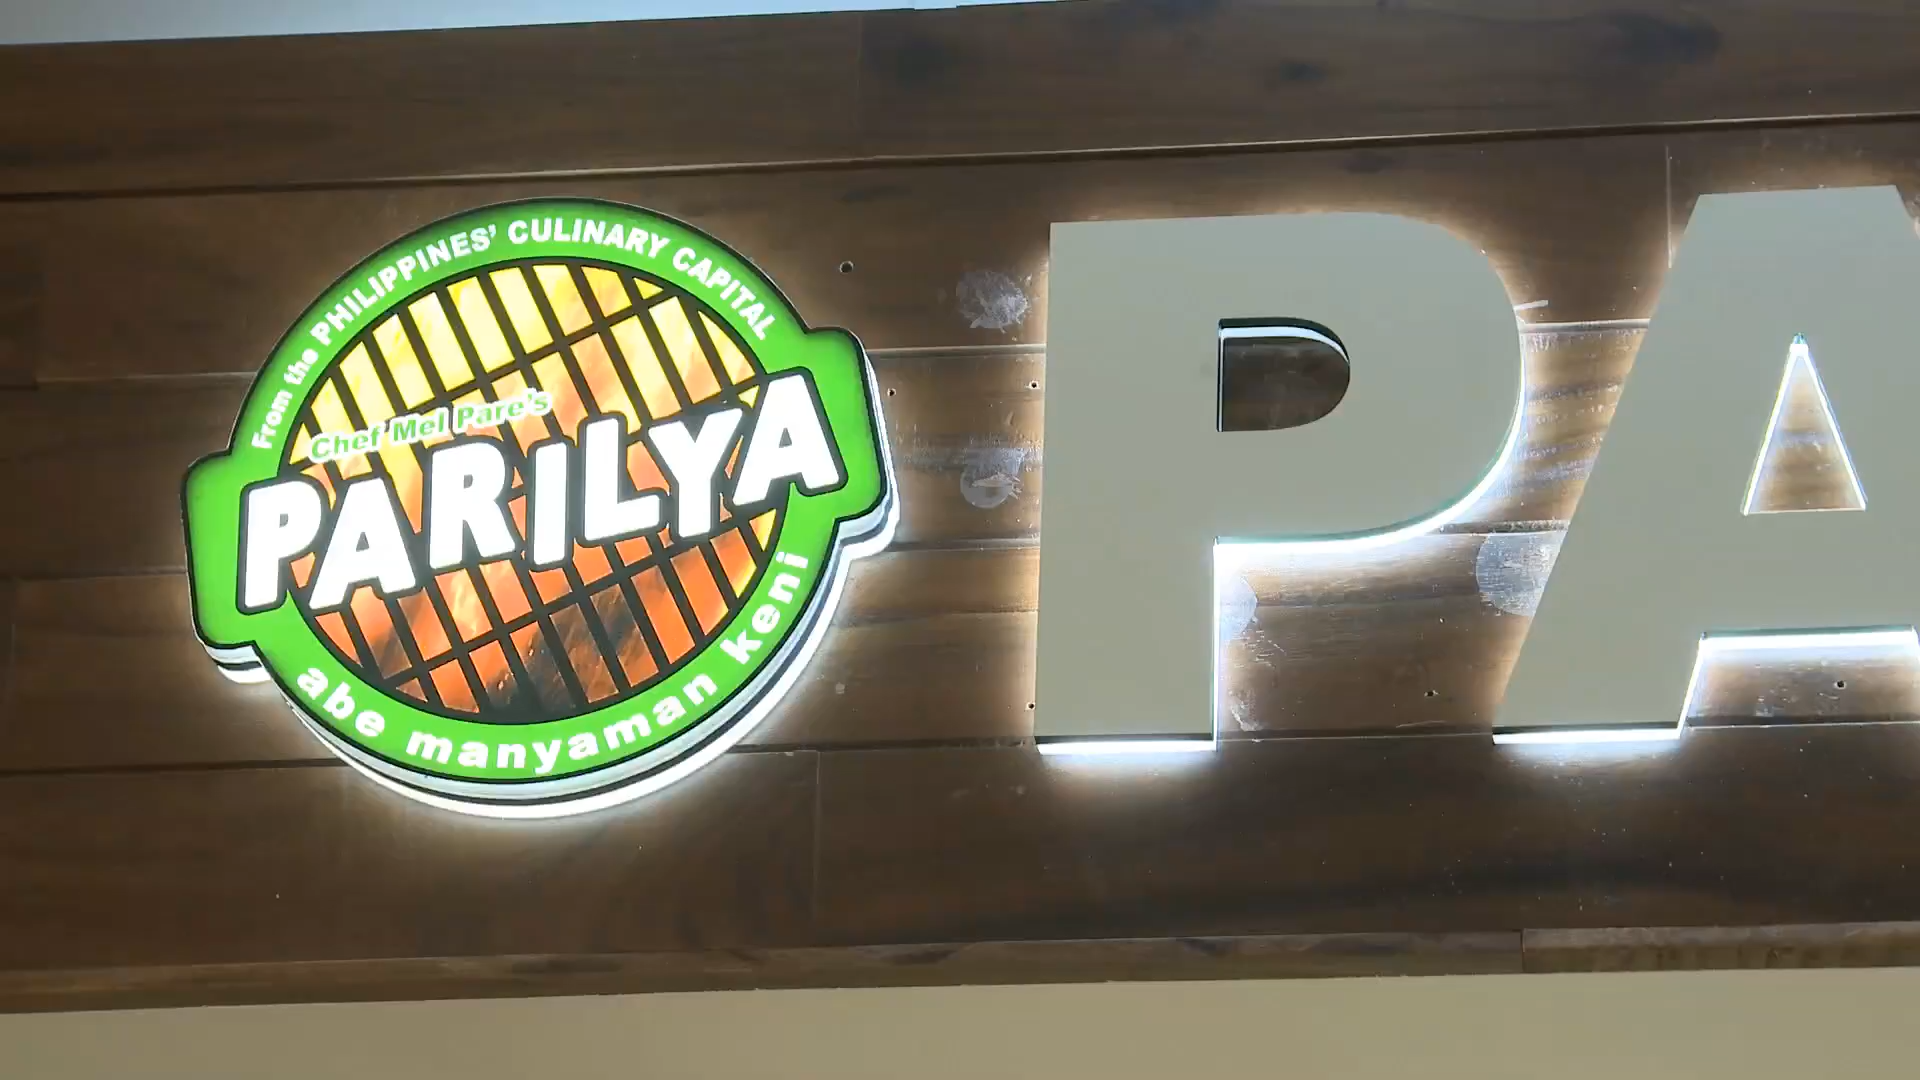 From the PHILIPPINES' CULINARY CAPITAL
Chef Mel Pare's
PARILYA
abe manyaman keni
PA